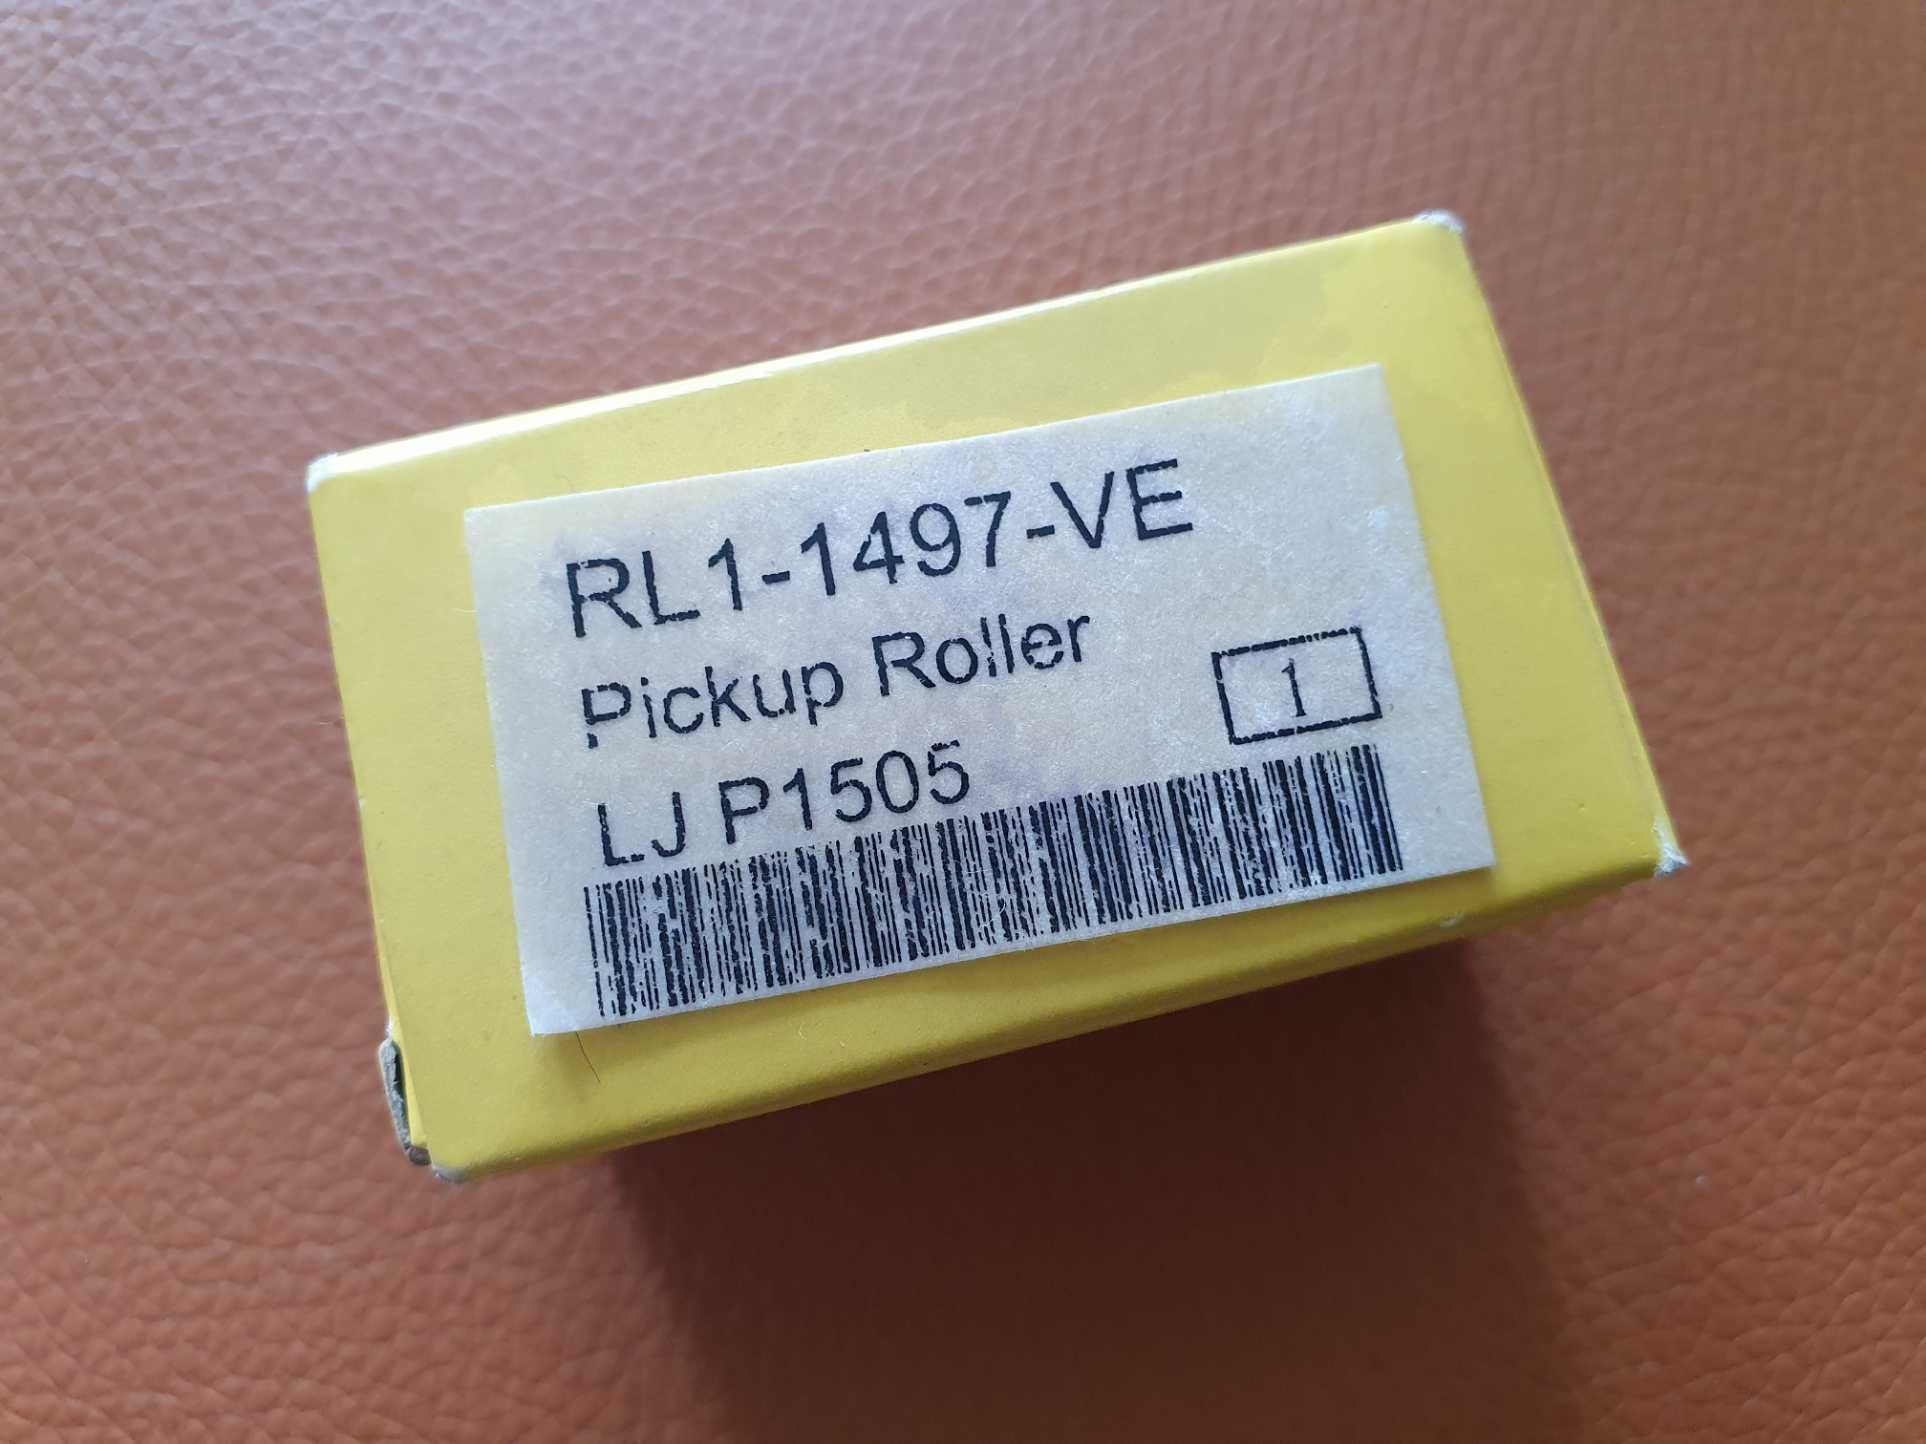 RL1-1497-VE
Pickup Roller
1
LJ P1505